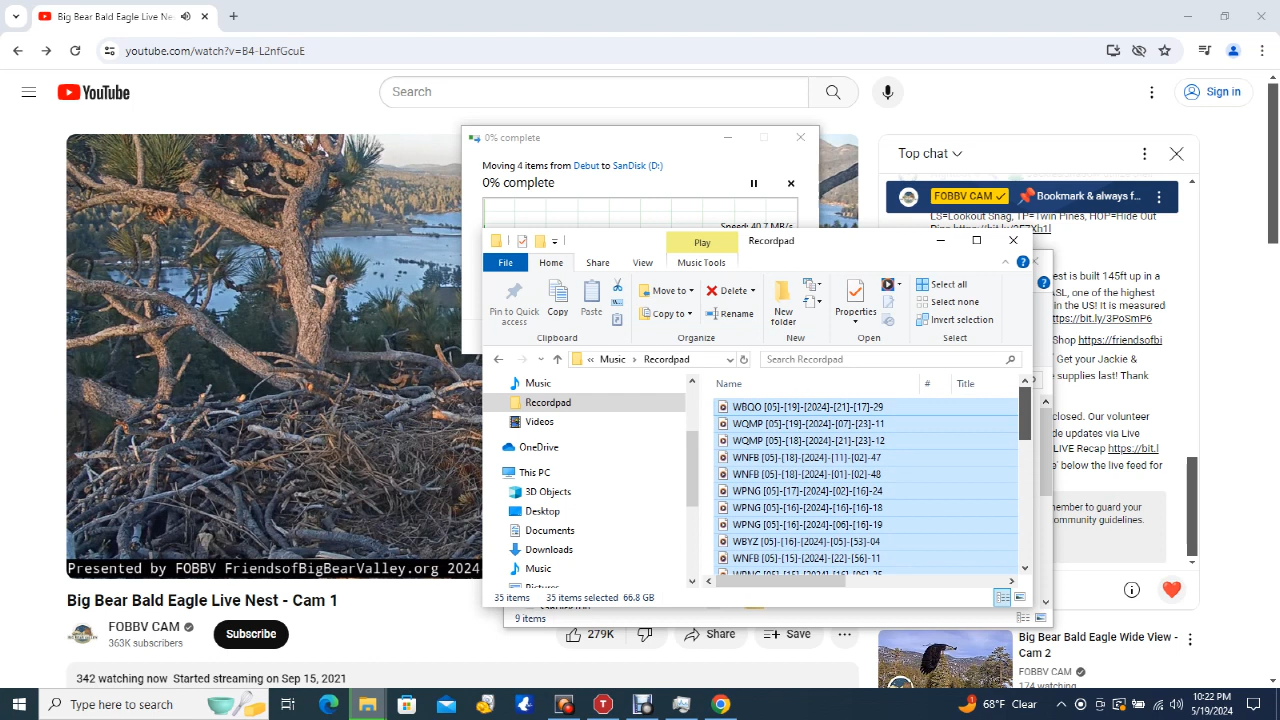 Big Bear Bald Eagle Live Ne
youtube.com/watch?v=B4-L2nfGcuE
YouTube
Search
Sign in
0% complete
Moving 4 items from Debut to SanDisk (D:)
0% complete
Speed: 40.7 MB/s
Top chat
FOBBV CAM
Bookmark & always f...
LS=Lookout Snag, TP=Twin Pines, HOP=Hide Out
est is built 145ft up in a
ASL, one of the highest
in the US! It is measured
ttps://bit.ly/3PoSmP6
Shop https://friendsofbi
Get your Jackie &
supplies last! Thank
closed. Our volunteer
de updates via Live
LIVE Recap https://bit.l
below the live feed for
member to guard your
community guidelines.
Play
Recordpad
File
Home
Share
View
Music Tools
Pin to Quick access
Copy
Paste
Move to
Copy to
Delete
Rename
New folder
Properties
Select all
Select none
Invert selection
Clipboard
Organize
New
Open
Select
« Music > Recordpad
Search Recordpad
Music
Recordpad
Videos
OneDrive
This PC
3D Objects
Desktop
Documents
Downloads
Music
Pictures
Name
#
Title
WBQO [05]-[19]-[2024]-[21]-[17]-29
WQMP [05]-[19]-[2024]-[07]-[23]-11
WQMP [05]-[18]-[2024]-[21]-[23]-12
WNFB [05]-[18]-[2024]-[11]-[02]-47
WNFB [05]-[18]-[2024]-[01]-[02]-48
WPNG [05]-[17]-[2024]-[02]-[16]-24
WPNG [05]-[16]-[2024]-[16]-[16]-18
WPNG [05]-[16]-[2024]-[06]-[16]-19
WBYZ [05]-[16]-[2024]-[05]-[53]-04
WNFB [05]-[15]-[2024]-[22]-[56]-11
35 items
35 items selected 66.8 GB
9 items
Presented by FOBBV FriendsofBigBearValley.org 2024
Big Bear Bald Eagle Live Nest - Cam 1
FOBBV CAM
363K subscribers
Subscribe
279K
Share
Save
342 watching now Started streaming on Sep 15, 2021
Big Bear Bald Eagle Wide View -
Cam 2
FOBBV CAM
174 watching
Type here to search
68°F Clear
10:22 PM
5/19/2024